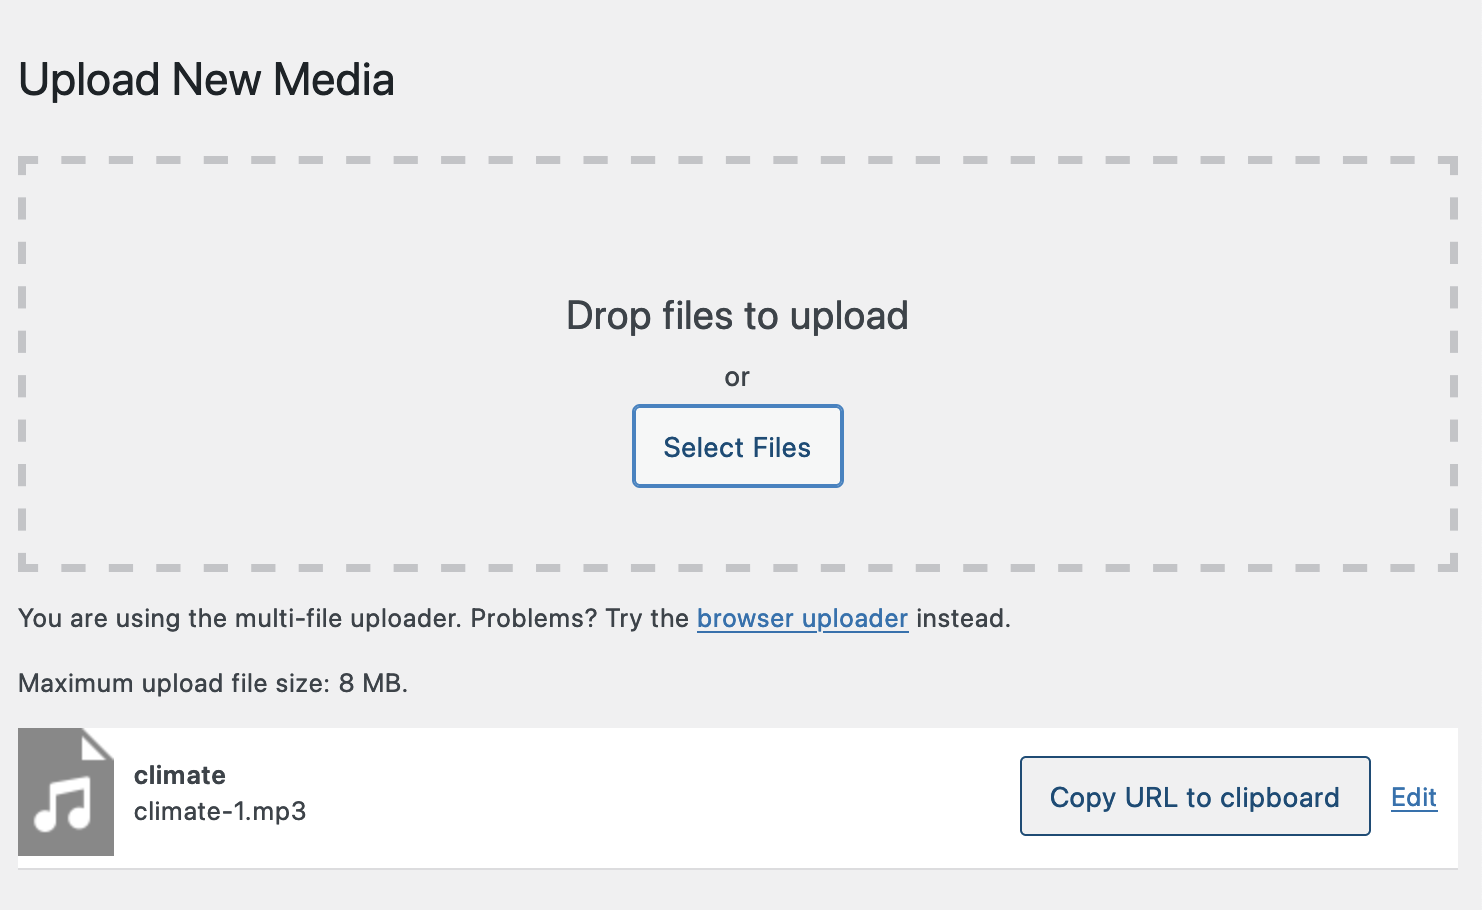 Upload New Media
Drop files to upload
or
Select Files
You are using the multi-file uploader. Problems? Try the browser uploader instead.
Maximum upload file size: 8 MB.
climate
climate-1.mp3
Copy URL to clipboard
Edit